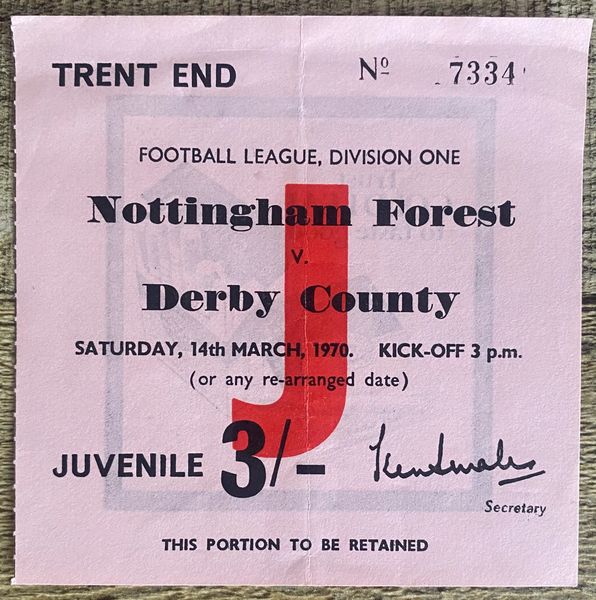 TRENT END
No 7334
FOOTBALL LEAGUE, DIVISION ONE
Nottingham Forest
v.
Derby County
SATURDAY, 14th MARCH, 1970. KICK-OFF 3 p.m.
(or any re-arranged date)
J
JUVENILE 3/-
Secretary
THIS PORTION TO BE RETAINED